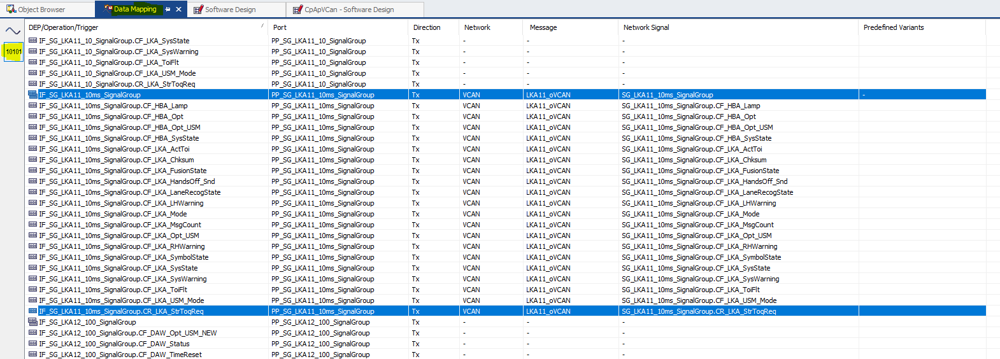 Object Browser Data Mapping Software Design CpApVCan - Software Design
DEP/Operation/Trigger Port Direction Network Message Network Signal Predefined Variants
IF_SG_LKA11_10_SignalGroup.CF_LKA_SysState PP_SG_LKA11_10_SignalGroup Tx - - -
10101 IF_SG_LKA11_10_SignalGroup.CF_LKA_SysWarning PP_SG_LKA11_10_SignalGroup Tx - - -
IF_SG_LKA11_10_SignalGroup.CF_LKA_ToiFlt PP_SG_LKA11_10_SignalGroup Tx - - -
IF_SG_LKA11_10_SignalGroup.CF_LKA_USM_Mode PP_SG_LKA11_10_SignalGroup Tx - - -
IF_SG_LKA11_10_SignalGroup.CR_LKA_StrToqReq PP_SG_LKA11_10_SignalGroup Tx - - -
IF_SG_LKA11_10ms_SignalGroup PP_SG_LKA11_10ms_SignalGroup Tx VCAN LKA11_oVCAN SG_LKA11_10ms_SignalGroup -
IF_SG_LKA11_10ms_SignalGroup.CF_HBA_Lamp PP_SG_LKA11_10ms_SignalGroup Tx VCAN LKA11_oVCAN SG_LKA11_10ms_SignalGroup.CF_HBA_Lamp
IF_SG_LKA11_10ms_SignalGroup.CF_HBA_Opt PP_SG_LKA11_10ms_SignalGroup Tx VCAN LKA11_oVCAN SG_LKA11_10ms_SignalGroup.CF_HBA_Opt
IF_SG_LKA11_10ms_SignalGroup.CF_HBA_Opt_USM PP_SG_LKA11_10ms_SignalGroup Tx VCAN LKA11_oVCAN SG_LKA11_10ms_SignalGroup.CF_HBA_Opt_USM
IF_SG_LKA11_10ms_SignalGroup.CF_HBA_SysState PP_SG_LKA11_10ms_SignalGroup Tx VCAN LKA11_oVCAN SG_LKA11_10ms_SignalGroup.CF_HBA_SysState
IF_SG_LKA11_10ms_SignalGroup.CF_LKA_ActToi PP_SG_LKA11_10ms_SignalGroup Tx VCAN LKA11_oVCAN SG_LKA11_10ms_SignalGroup.CF_LKA_ActToi
IF_SG_LKA11_10ms_SignalGroup.CF_LKA_Chksum PP_SG_LKA11_10ms_SignalGroup Tx VCAN LKA11_oVCAN SG_LKA11_10ms_SignalGroup.CF_LKA_Chksum
IF_SG_LKA11_10ms_SignalGroup.CF_LKA_FusionState PP_SG_LKA11_10ms_SignalGroup Tx VCAN LKA11_oVCAN SG_LKA11_10ms_SignalGroup.CF_LKA_FusionState
IF_SG_LKA11_10ms_SignalGroup.CF_LKA_HandsOff_Snd PP_SG_LKA11_10ms_SignalGroup Tx VCAN LKA11_oVCAN SG_LKA11_10ms_SignalGroup.CF_LKA_HandsOff_Snd
IF_SG_LKA11_10ms_SignalGroup.CF_LKA_LaneRecogState PP_SG_LKA11_10ms_SignalGroup Tx VCAN LKA11_oVCAN SG_LKA11_10ms_SignalGroup.CF_LKA_LaneRecogState
IF_SG_LKA11_10ms_SignalGroup.CF_LKA_LHWarning PP_SG_LKA11_10ms_SignalGroup Tx VCAN LKA11_oVCAN SG_LKA11_10ms_SignalGroup.CF_LKA_LHWarning
IF_SG_LKA11_10ms_SignalGroup.CF_LKA_Mode PP_SG_LKA11_10ms_SignalGroup Tx VCAN LKA11_oVCAN SG_LKA11_10ms_SignalGroup.CF_LKA_Mode
IF_SG_LKA11_10ms_SignalGroup.CF_LKA_MsgCount PP_SG_LKA11_10ms_SignalGroup Tx VCAN LKA11_oVCAN SG_LKA11_10ms_SignalGroup.CF_LKA_MsgCount
IF_SG_LKA11_10ms_SignalGroup.CF_LKA_Opt_USM PP_SG_LKA11_10ms_SignalGroup Tx VCAN LKA11_oVCAN SG_LKA11_10ms_SignalGroup.CF_LKA_Opt_USM
IF_SG_LKA11_10ms_SignalGroup.CF_LKA_RHWarning PP_SG_LKA11_10ms_SignalGroup Tx VCAN LKA11_oVCAN SG_LKA11_10ms_SignalGroup.CF_LKA_RHWarning
IF_SG_LKA11_10ms_SignalGroup.CF_LKA_SymbolState PP_SG_LKA11_10ms_SignalGroup Tx VCAN LKA11_oVCAN SG_LKA11_10ms_SignalGroup.CF_LKA_SymbolState
IF_SG_LKA11_10ms_SignalGroup.CF_LKA_SysState PP_SG_LKA11_10ms_SignalGroup Tx VCAN LKA11_oVCAN SG_LKA11_10ms_SignalGroup.CF_LKA_SysState
IF_SG_LKA11_10ms_SignalGroup.CF_LKA_SysWarning PP_SG_LKA11_10ms_SignalGroup Tx VCAN LKA11_oVCAN SG_LKA11_10ms_SignalGroup.CF_LKA_SysWarning
IF_SG_LKA11_10ms_SignalGroup.CF_LKA_ToiFlt PP_SG_LKA11_10ms_SignalGroup Tx VCAN LKA11_oVCAN SG_LKA11_10ms_SignalGroup.CF_LKA_ToiFlt
IF_SG_LKA11_10ms_SignalGroup.CF_LKA_USM_Mode PP_SG_LKA11_10ms_SignalGroup Tx VCAN LKA11_oVCAN SG_LKA11_10ms_SignalGroup.CF_LKA_USM_Mode
IF_SG_LKA11_10ms_SignalGroup.CR_LKA_StrToqReq PP_SG_LKA11_10ms_SignalGroup Tx VCAN LKA11_oVCAN SG_LKA11_10ms_SignalGroup.CR_LKA_StrToqReq
IF_SG_LKA12_100_SignalGroup PP_SG_LKA12_100_SignalGroup Tx - - -
IF_SG_LKA12_100_SignalGroup.CF_DAW_Opt_USM_NEW PP_SG_LKA12_100_SignalGroup Tx - - -
IF_SG_LKA12_100_SignalGroup.CF_DAW_Status PP_SG_LKA12_100_SignalGroup Tx - - -
IF_SG_LKA12_100_SignalGroup.CF_DAW_TimeReset PP_SG_LKA12_100_SignalGroup Tx - - -